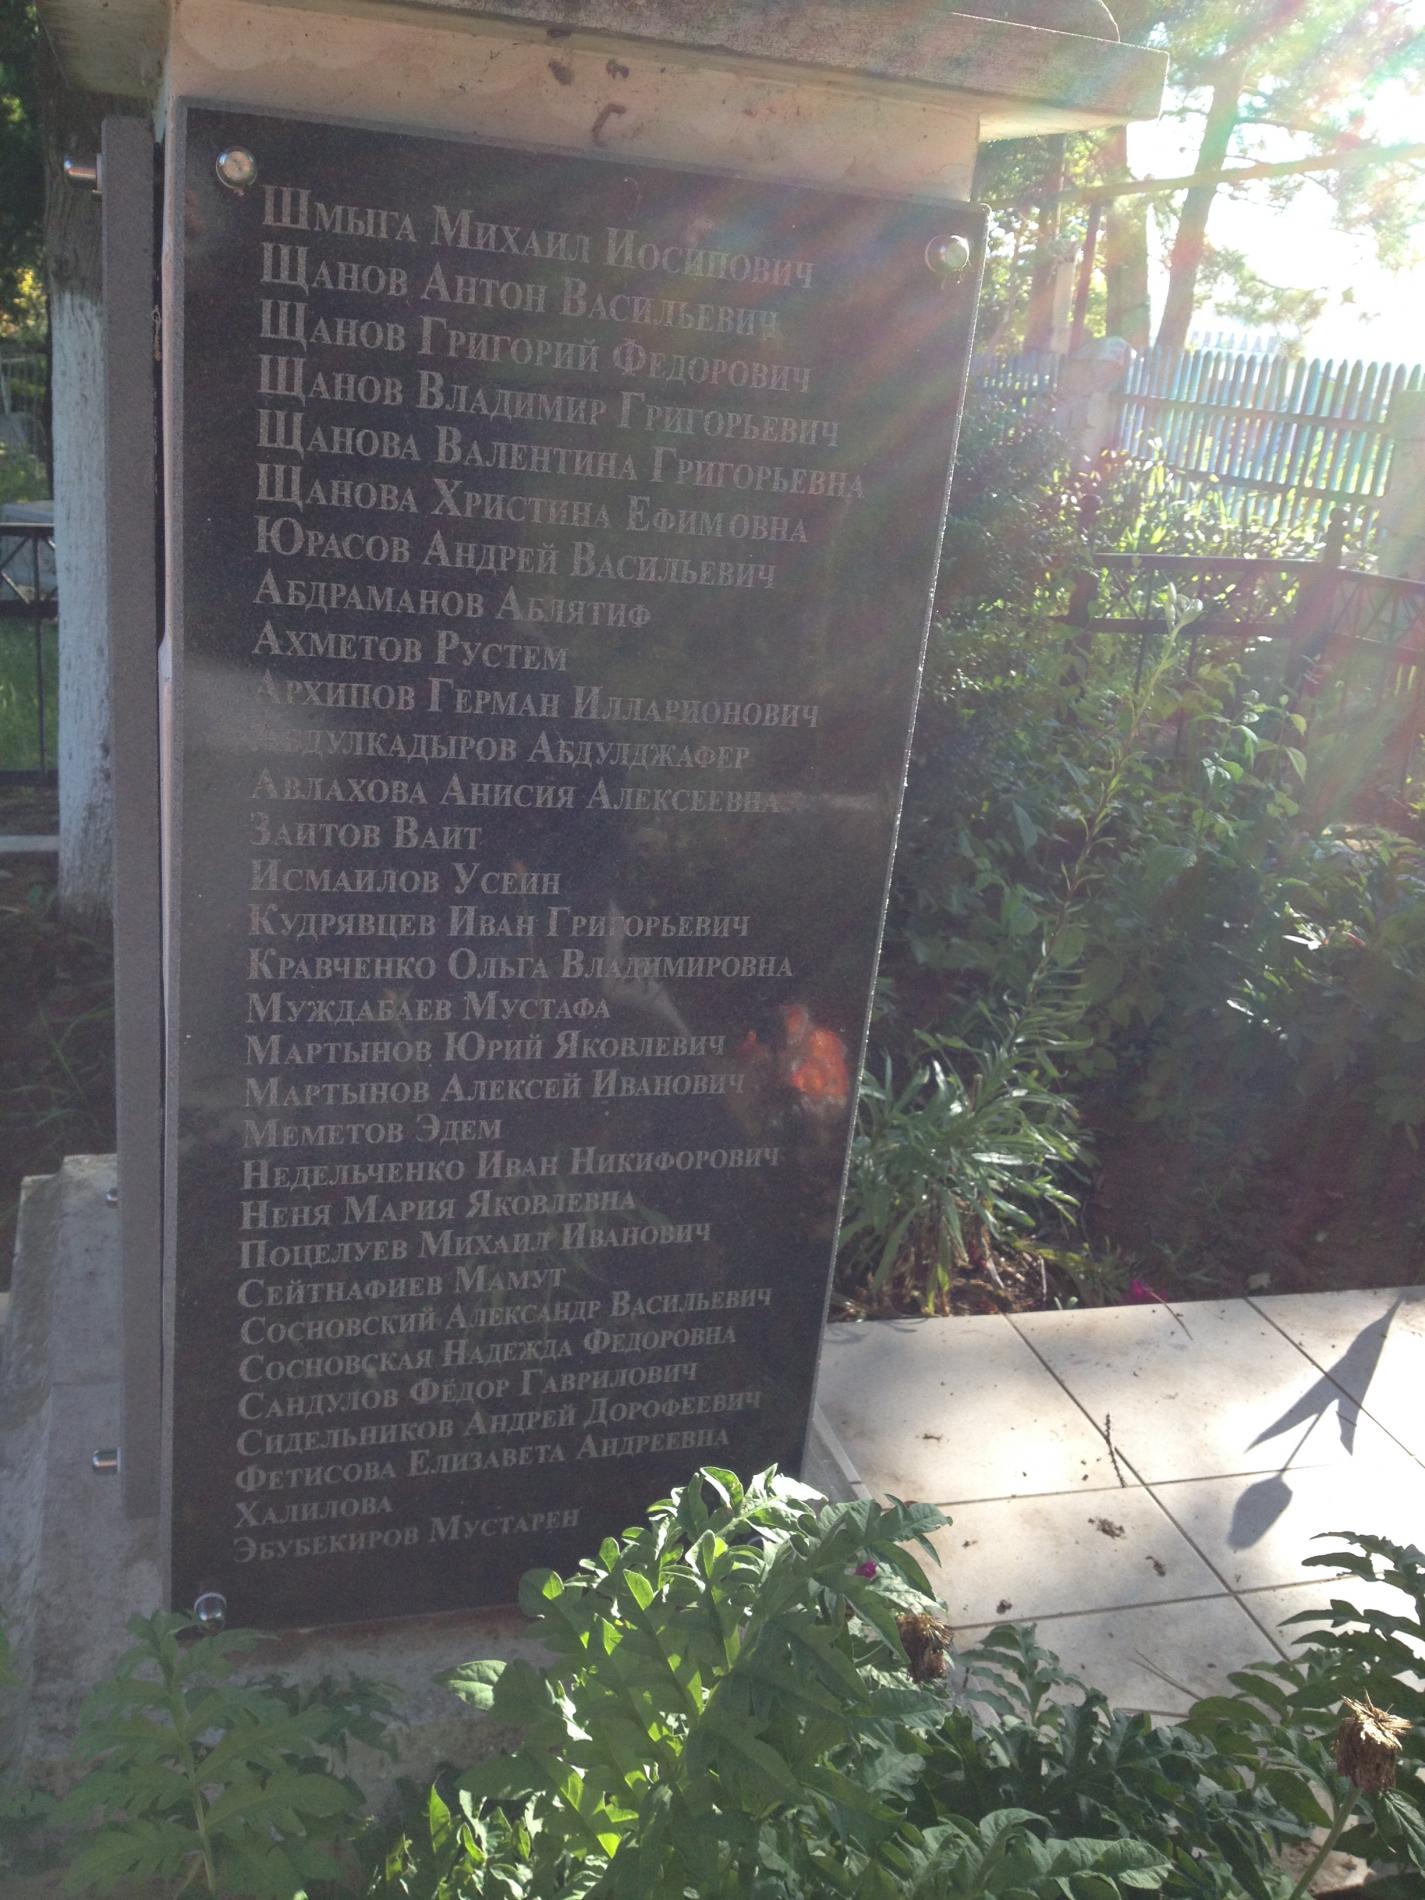 Шмыга Михаил Иосипович
Щанов Антон Васильевич
Щанов Григорий Федорович
Щанов Владимир Григорьевич
Щанова Валентина Григорьевна
Щанова Христина Ефимовна
Юрасов Андрей Васильевич
Абдраманов Аблятиф
Ахметов Рустем
Архипов Герман Илларионович
Абдулкадыров Абдулджафер
Авлахова Анисия Алексеевна
Заитов Ваит
Исмаилов Усеин
Кудрявцев Иван Григорьевич
Кравченко Ольга Владимировна
Муждабаев Мустафа
Мартынов Юрий Яковлевич
Мартынов Алексей Иванович
Меметов Эдем
Недельченко Иван Никифорович
Неня Мария Яковлевна
Поцелуев Михаил Иванович
Сейтнафиев Мамут
Сосновский Александр Васильевич
Сосновская Надежда Федоровна
Сандулов Фёдор Гаврилович
Сидельников Андрей Дорофеевич
Фетисова Елизавета Андреевна
Халилова
Эбубекиров Мустарен